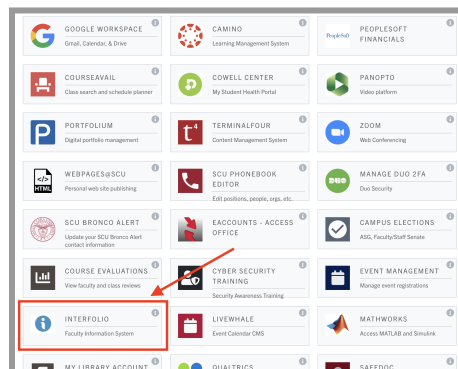 GOOGLE WORKSPACE
Gmail, Calendar, & Drive
CAMINO
Learning Management System
PeopleSoft
PEOPLESOFT
FINANCIALS
COURSEAVAIL
Class search and schedule planner
COWELL CENTER
My Student Health Portal
PANOPTO
Video platform
PORTFOLIUM
Digital portfolio management
t4
TERMINALFOUR
Content Management System
ZOOM
Web Conferencing
</>
HTML
WEBPAGES@SCU
Personal web site publishing
SCU PHONEBOOK
EDITOR
Edit positions, people, orgs, etc.
DUO
MANAGE DUO 2FA
Duo Security
SCU BRONCO ALERT
Update your SCU Bronco Alert
contact information
EACCOUNTS - ACCESS
OFFICE
CAMPUS ELECTIONS
ASG, Faculty/Staff Senate
COURSE EVALUATIONS
View faculty and class reviews
CYBER SECURITY
TRAINING
Security Awareness Training
EVENT MANAGEMENT
Manage event registrations
INTERFOLIO
Faculty Information System
LIVEWHALE
Event Calendar CMS
MATHWORKS
Access MATLAB and Simulink
MY LIBRARY ACCOUNT
QUALTRICS
SAFEDOC